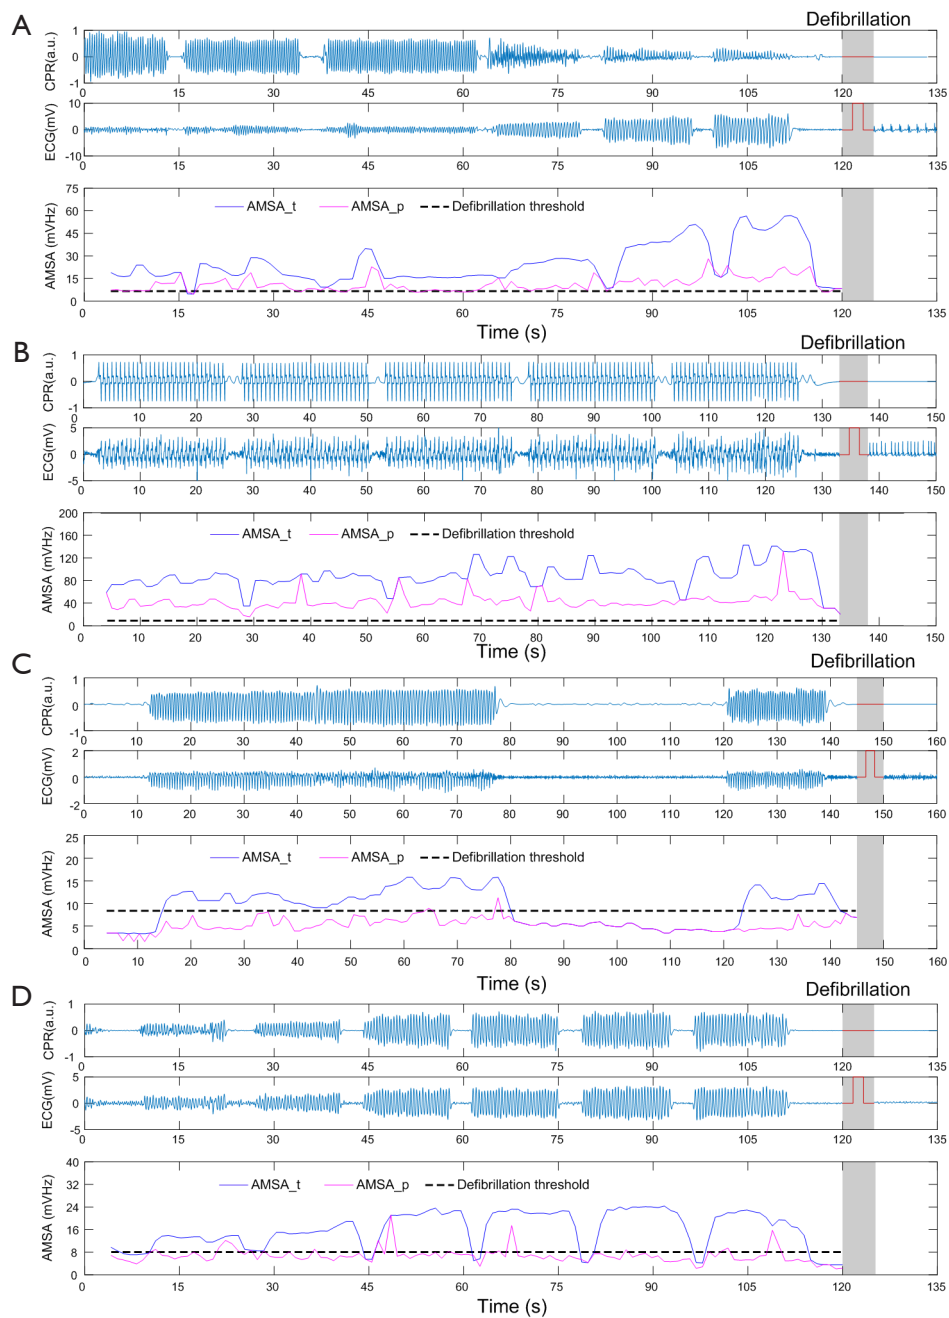 A
Defibrillation
CPR(a.u.)
1
0
-1
0 15 30 45 60 75 90 105 120 135
ECG(mV)
10
0
-10
0 15 30 45 60 75 90 105 120 135
AMSA (mVHz)
75
60
45
30
15
0
AMSA_t AMSA_p Defibrillation threshold
0 15 30 45 60 75 90 105 120 135
Time (s)
B
Defibrillation
CPR(a.u.)
1
0
-1
0 10 20 30 40 50 60 70 80 90 100 110 120 130 140 150
ECG(mV)
5
0
-5
0 10 20 30 40 50 60 70 80 90 100 110 120 130 140 150
AMSA (mVHz)
200
160
120
80
40
0
AMSA_t AMSA_p Defibrillation threshold
0 10 20 30 40 50 60 70 80 90 100 110 120 130 140 150
Time (s)
C
Defibrillation
CPR(a.u.)
1
0
-1
0 10 20 30 40 50 60 70 80 90 100 110 120 130 140 150 160
ECG(mV)
2
0
-2
0 10 20 30 40 50 60 70 80 90 100 110 120 130 140 150 160
AMSA (mVHz)
25
20
15
10
5
0
AMSA_t AMSA_p Defibrillation threshold
0 10 20 30 40 50 60 70 80 90 100 110 120 130 140 150 160
Time (s)
D
Defibrillation
CPR(a.u.)
1
0
-1
0 15 30 45 60 75 90 105 120 135
ECG(mV)
5
0
-5
0 15 30 45 60 75 90 105 120 135
AMSA (mVHz)
40
32
24
16
8
0
AMSA_t AMSA_p Defibrillation threshold
0 15 30 45 60 75 90 105 120 135
Time (s)